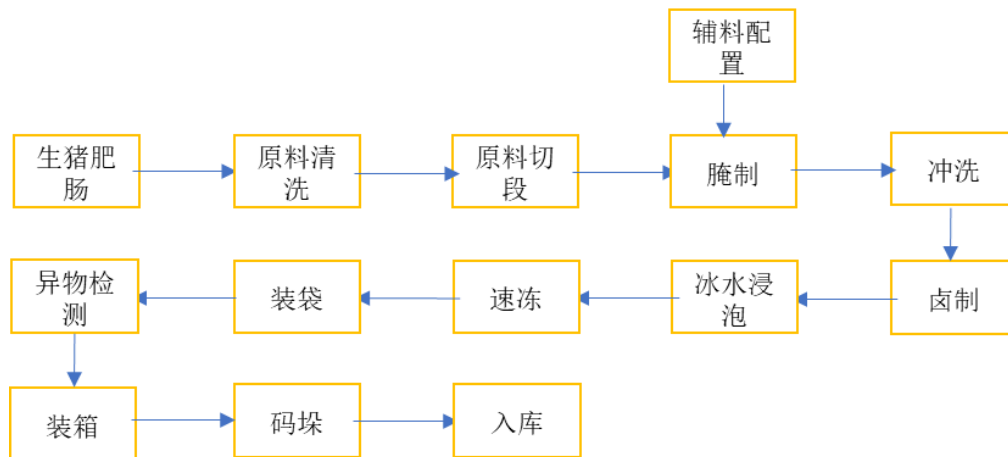 辅料配
置
生猪肥
肠
原料清
洗
原料切
段
腌制
冲洗
卤制
冰水浸
泡
速冻
装袋
异物检
测
装箱
码垛
入库